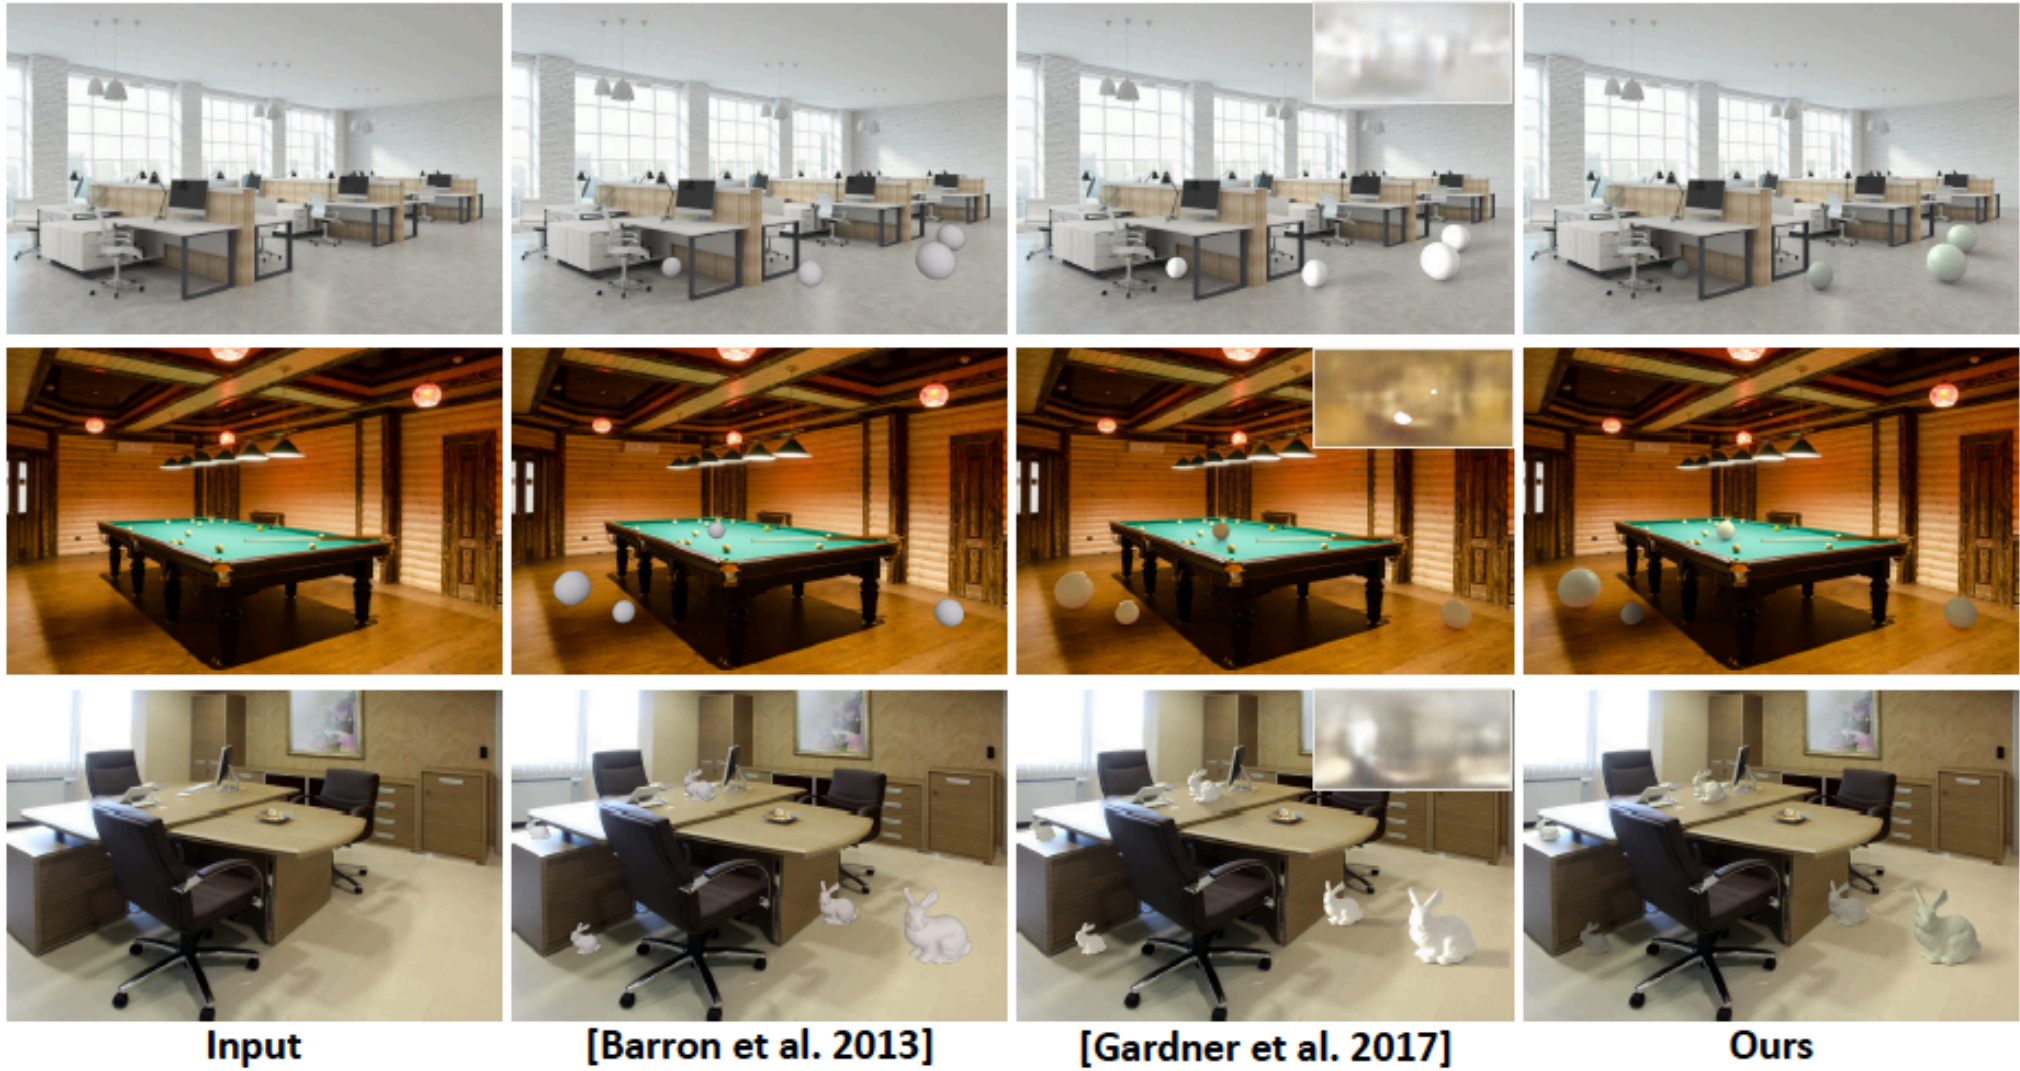 Input
[Barron et al. 2013]
[Gardner et al. 2017]
Ours